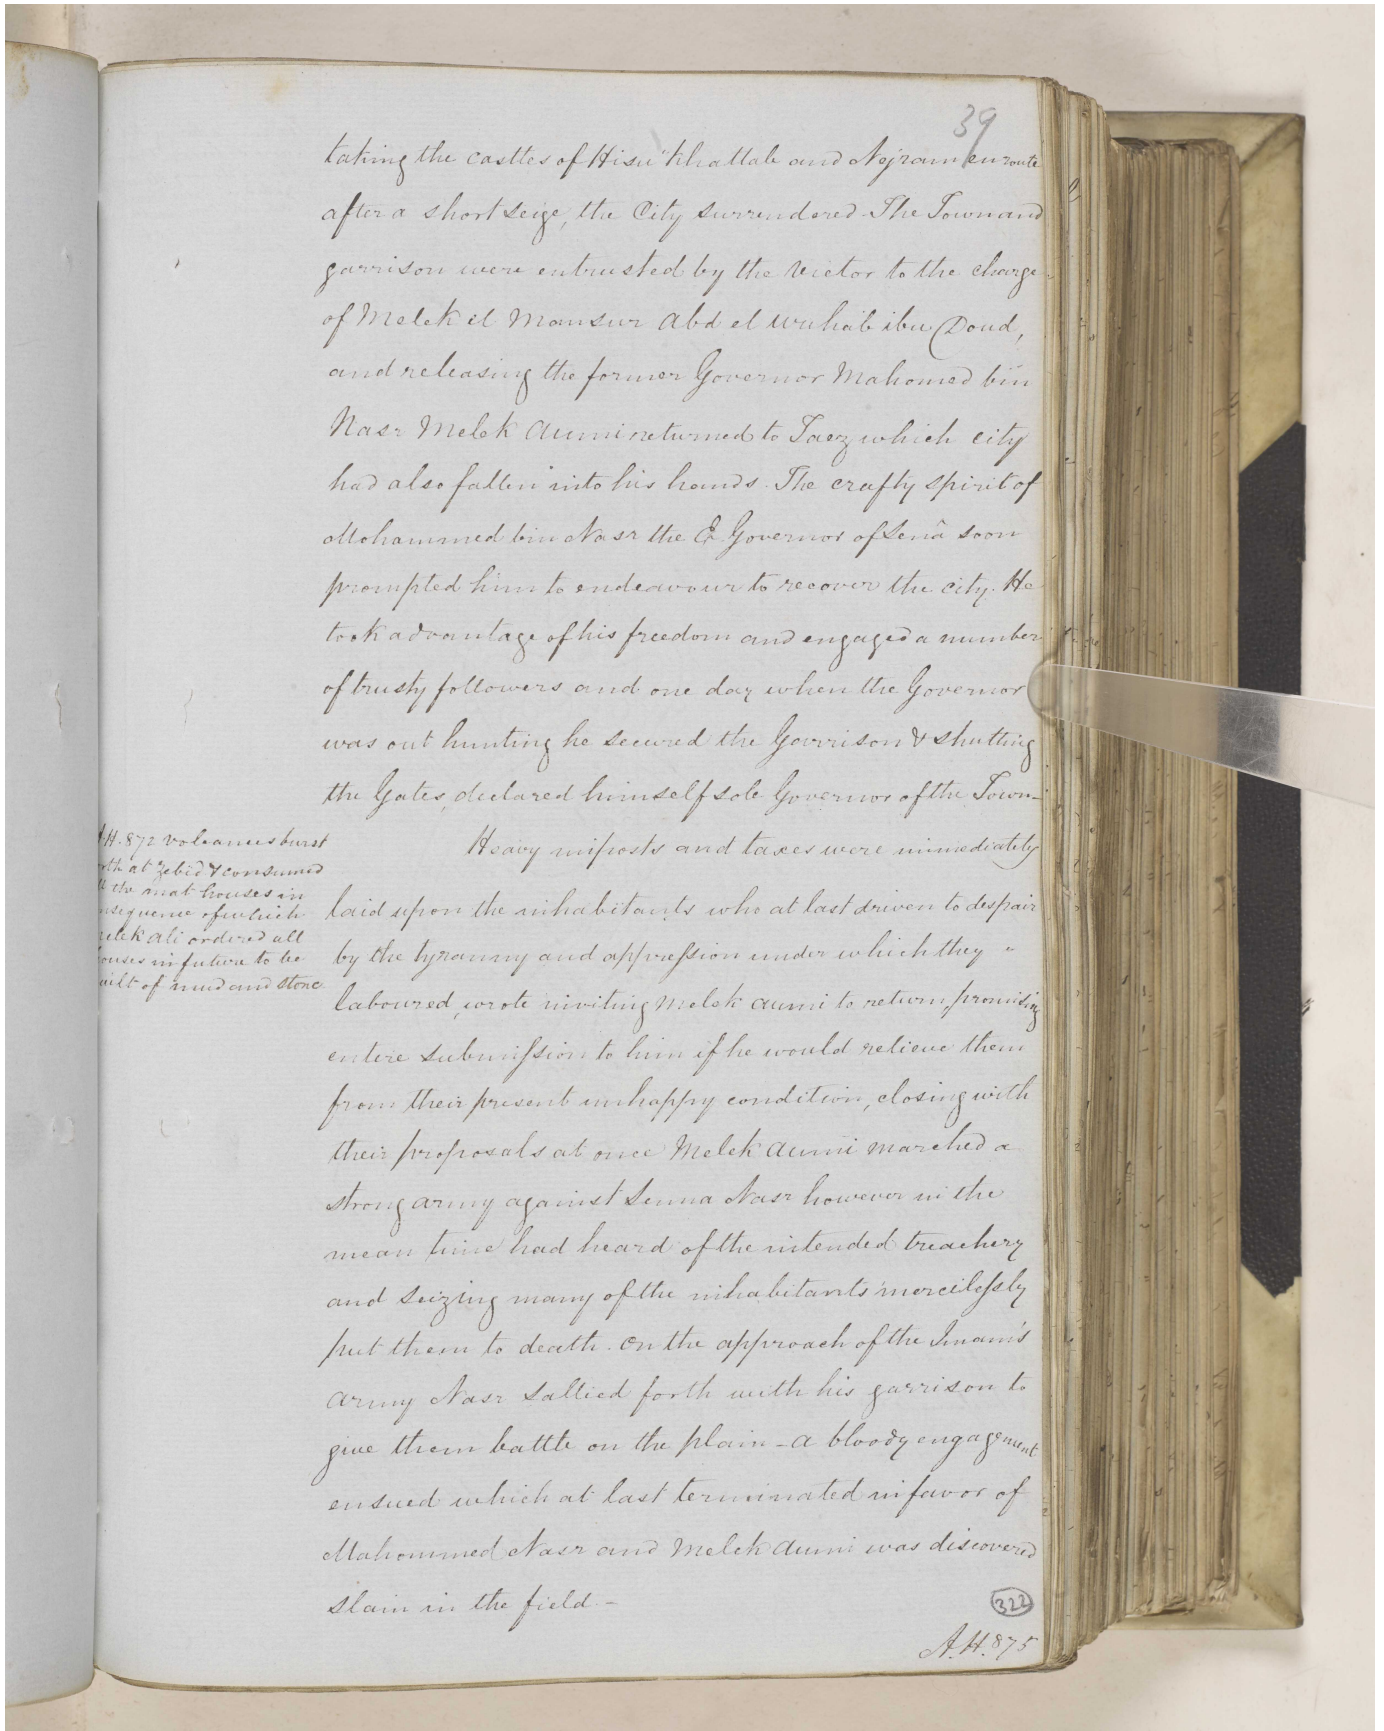 39
taking the castles of Hisn Khattab and Nejram en route
after a short seige, the City surrendered. The Town and
garrison were entrusted by the Victor to the charge
of Melek el Mansur Abd el Wuhab ibn Doud,
and releasing the former Governor Mahomed bin
Nasr Melek Aumi returned to Taez which city
had also fallen into his hands. The crafty spirit of
Mohammed bin Nasr the Ex Governor of Senâ soon
prompted him to endeavour to recover the city. He
took advantage of his freedom and engaged a number
of trusty followers and one day when the Governor
was out hunting he secured the Garrison & shutting
the Gates, declared himself sole Governor of the Town_
Heavy imposts and taxes were immediately
laid upon the inhabitants who at last driven to despair
by the tyranny and oppression under which they
laboured, wrote inviting Melek Aumi to return, promising
entire submission to him if he would relieve them
from their present unhappy condition, closing with
their proposals at once Melek Aumi marched a
strong army against Senna Nasr however in the
mean time had heard of the intended treachery
and seizing many of the inhabitants mercilessly
put them to death. On the approach of the Imam's
army Nasr sallied forth with his garrison to
give them battle on the plain _ a bloody engagement
ensued which at last terminated in favor of
Mahommed Nasr and Melek Aumi was discovered
slain in the field _
A.H. 872 Volcanoes burst
rth at Zebid & consumed
ll the mat houses in
nsequence of which
elek Ali ordered all
ouses in future to be
uilt of mud and stone
322
A.H. 875